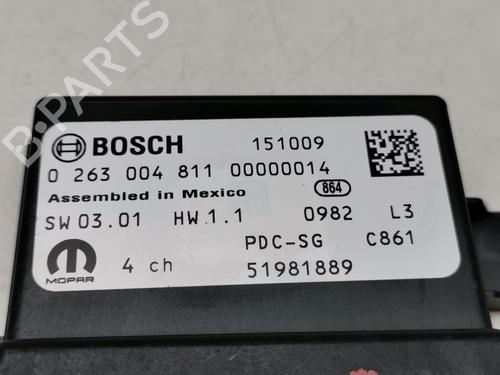 BOSCH 151009
0 263 004 811 00000014
Assembled in Mexico 864
SW 03.01 HW 1.1 0982 L3
PDC-SG C861
MOPAR 4 ch 51981889
B-PARTS